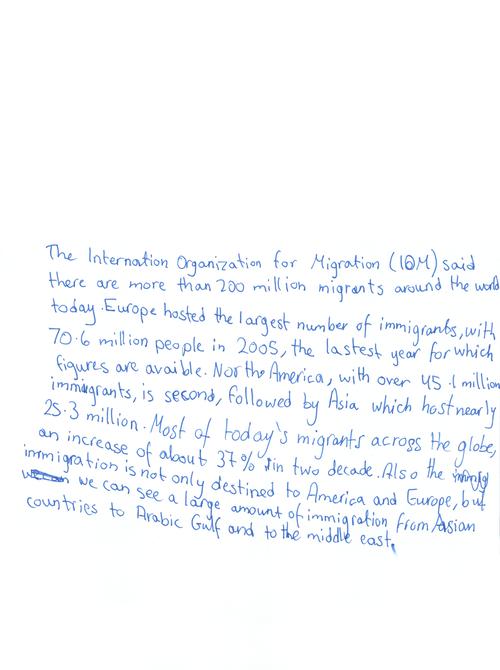 The Internation Organization for Migration (IOM) said
there are more than 200 million migrants around the world
today. Europe hosted the largest number of immigrants, with
70.6 million people in 2005, the lastest year for which
figures are avaible. North America, with over 45.1 million
immigrants, is second, followed by Asia which host nearly
25.3 million. Most of today's migrants across the globe,
an increase of about 37% in two decade. Also the
immigration is not only destined to America and Europe, but
we can see a large amount of immigration from Asian
countries to Arabic Gulf and to the middle east.